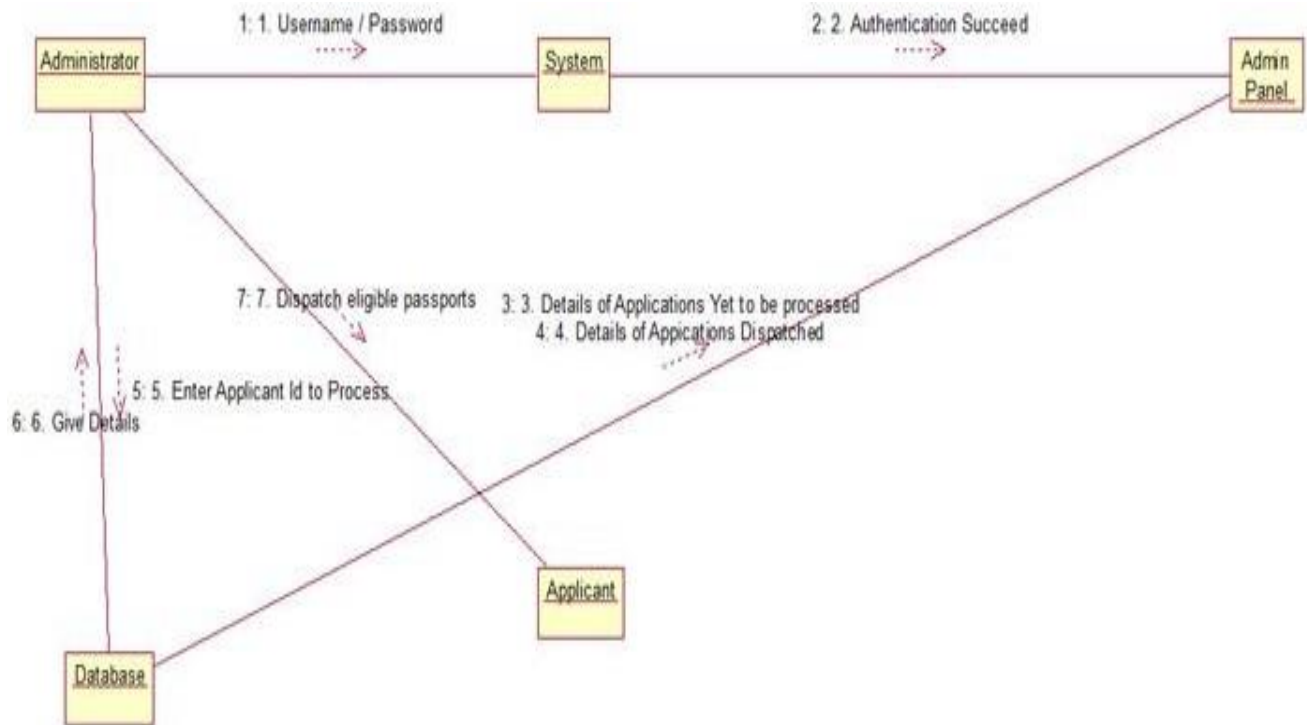 1: 1. Username / Password
2: 2. Authentication Succeed
Administrator
System
Admin
Panel
7: 7. Dispatch eligible passports
3: 3. Details of Applications Yet to be processed
4: 4. Details of Appications Dispatched
5: 5. Enter Applicant Id to Process
6: 6. Give Details
Applicant
Database